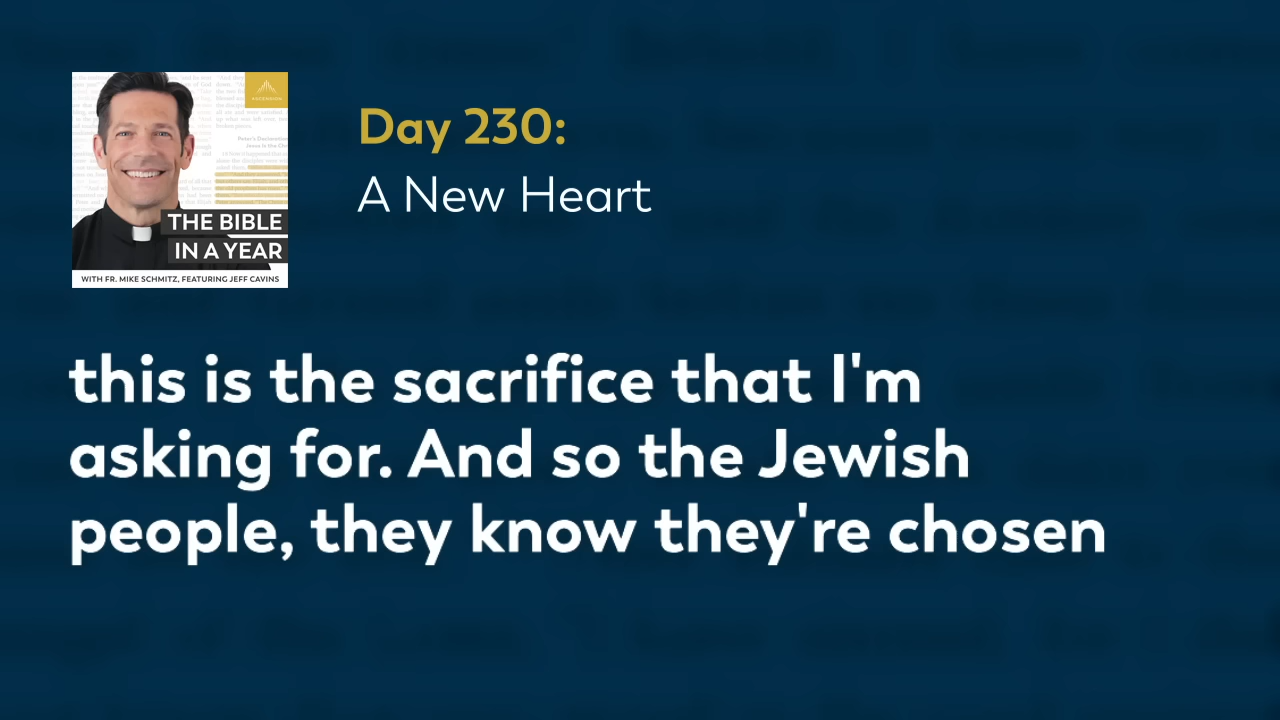 ASCENSION
THE BIBLE
IN A YEAR
WITH FR. MIKE SCHMITZ, FEATURING JEFF CAVINS
Day 230:
A New Heart
this is the sacrifice that I'm
asking for. And so the Jewish
people, they know they're chosen